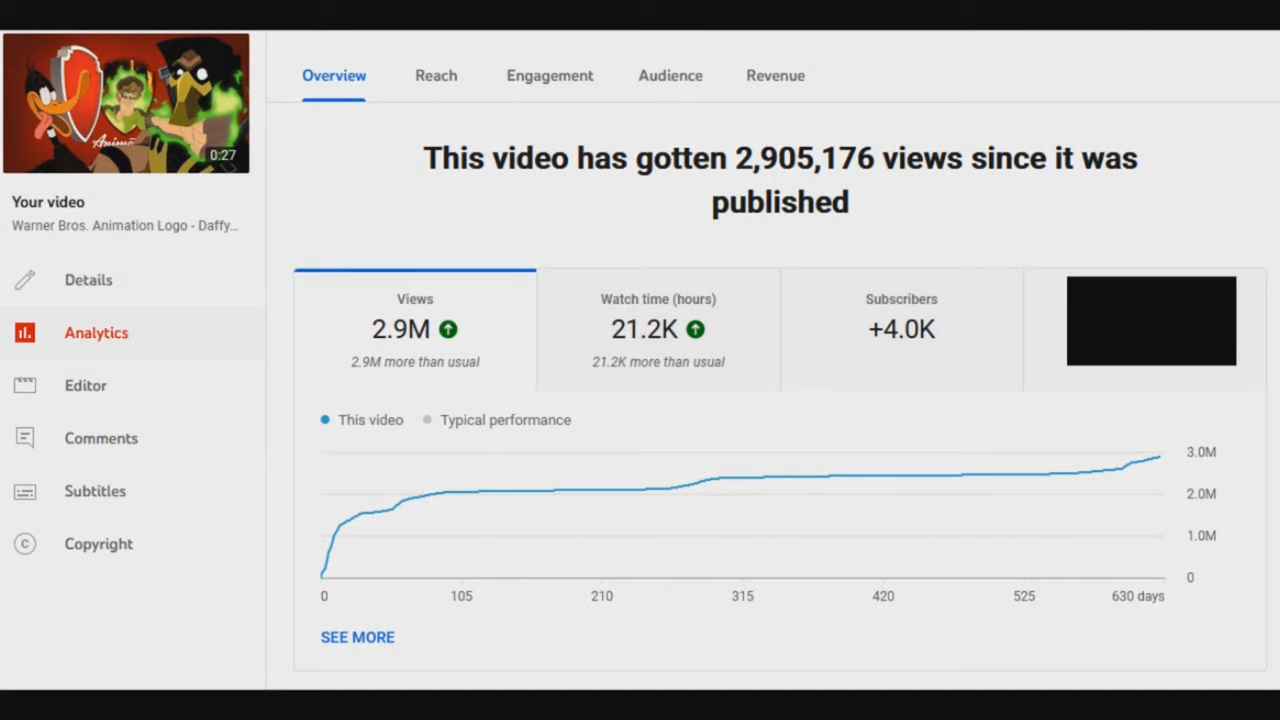 0:27
Your video
Warner Bros. Animation Logo - Daffy...
Details
Analytics
Editor
Comments
Subtitles
Copyright
Overview Reach Engagement Audience Revenue
This video has gotten 2,905,176 views since it was
published
Views
2.9M
2.9M more than usual
Watch time (hours)
21.2K
21.2K more than usual
Subscribers
+4.0K
This video Typical performance
3.0M
2.0M
1.0M
0
0 105 210 315 420 525 630 days
SEE MORE